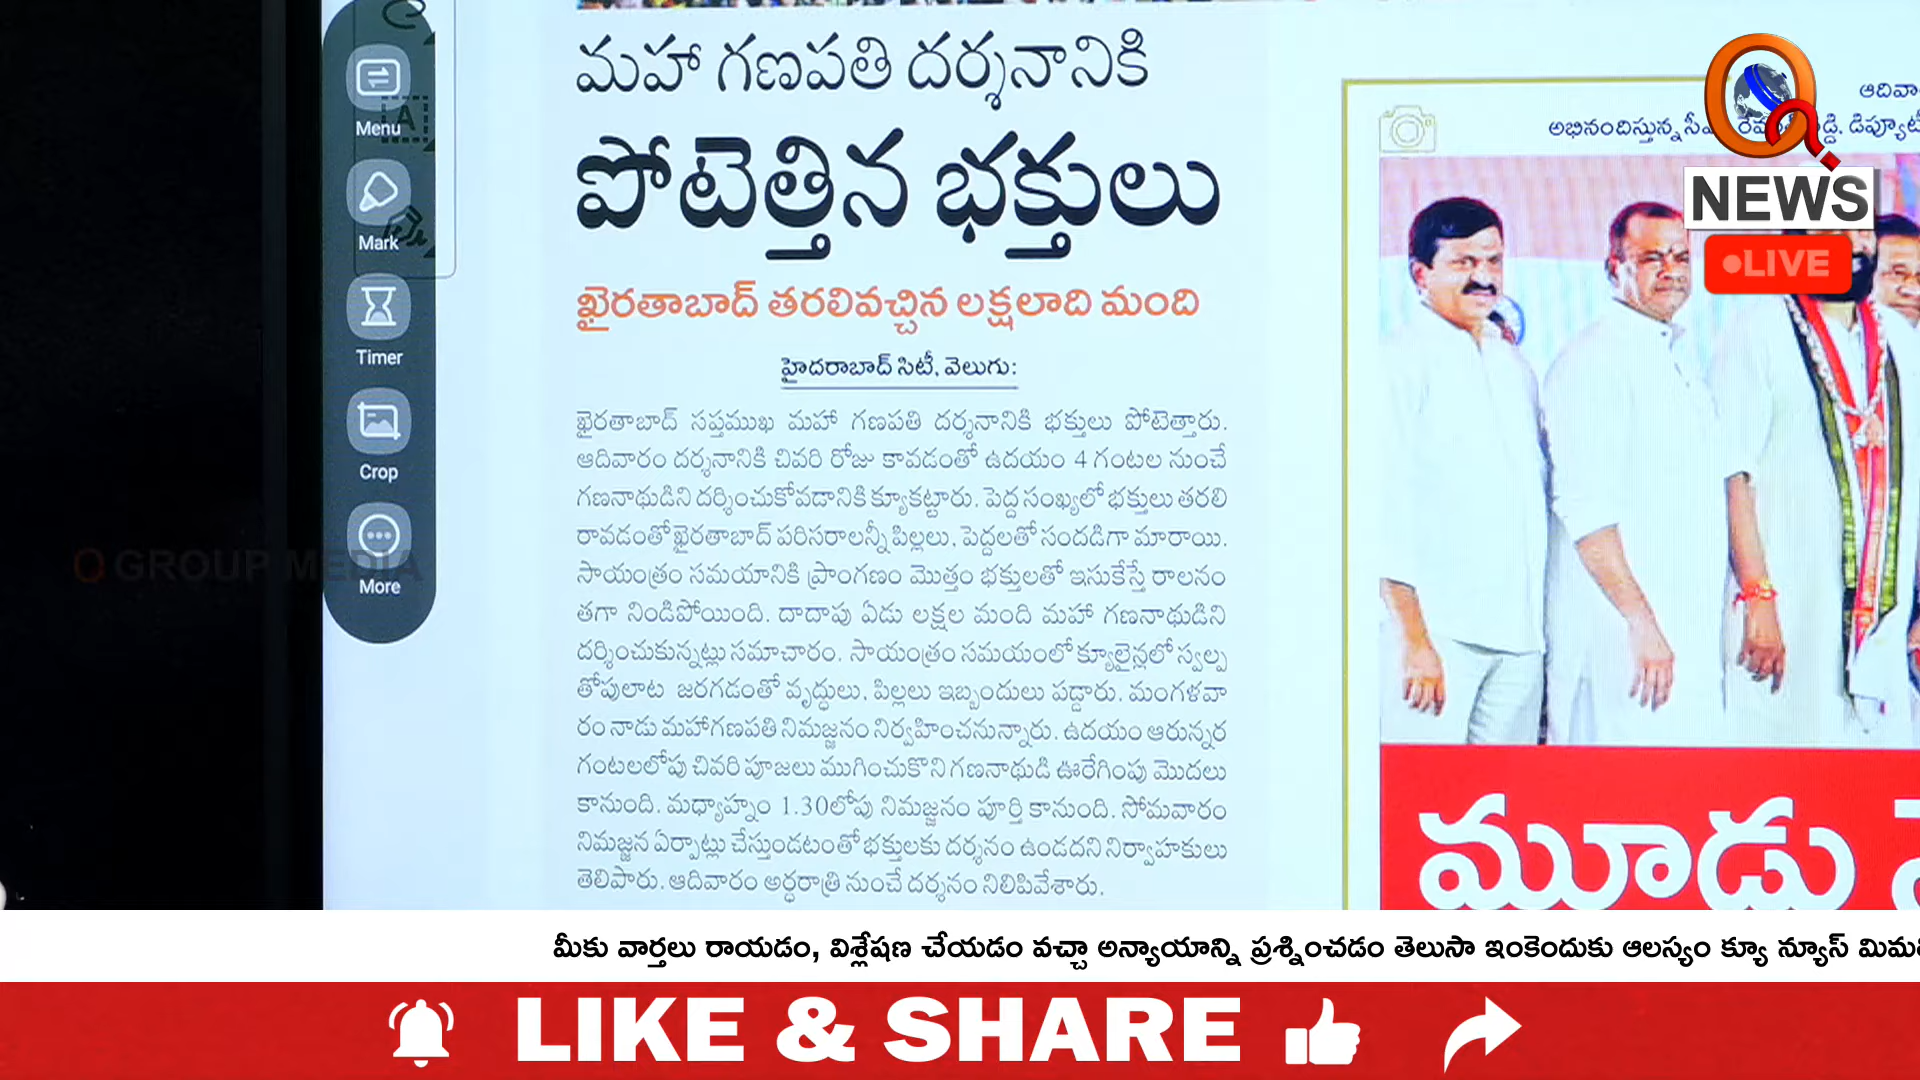 మహా గణపతి దర్శనానికి
పోటెత్తిన భక్తులు
ఖైరతాబాద్ తరలివచ్చిన లక్షలాది మంది
హైదరాబాద్ సిటీ, వెలుగు:
ఖైరతాబాద్ సప్తముఖ మహా గణపతి దర్శనానికి భక్తులు పోటెత్తారు.
ఆదివారం దర్శనానికి చివరి రోజు కావడంతో ఉదయం 4 గంటల నుంచే
గణనాథుడిని దర్శించుకోవడానికి క్యూకట్టారు. పెద్ద సంఖ్యలో భక్తులు తరలి
రావడంతో ఖైరతాబాద్ పరిసరాలన్నీ పిల్లలు, పెద్దలతో సందడిగా మారాయి.
సాయంత్రం సమయానికి ప్రాంగణం మొత్తం భక్తులతో ఇసుకేస్తే రాలనం
తగా నిండిపోయింది. దాదాపు ఏడు లక్షల మంది మహా గణనాథుడిని
దర్శించుకున్నట్లు సమాచారం. సాయంత్రం సమయంలో క్యూలైన్లలో స్వల్ప
తోపులాట జరగడంతో వృద్ధులు, పిల్లలు ఇబ్బందులు పడ్డారు. మంగళవా
రం నాడు మహాగణపతి నిమజ్జనం నిర్వహించనున్నారు. ఉదయం ఆరున్నర
గంటలలోపు చివరి పూజలు ముగించుకొని గణనాథుడి ఊరేగింపు మొదలు
కానుంది. మధ్యాహ్నం 1.30లోపు నిమజ్జనం పూర్తి కానుంది. సోమవారం
నిమజ్జన ఏర్పాట్లు చేస్తుండటంతో భక్తులకు దర్శనం ఉండదని నిర్వాహకులు
తెలిపారు. ఆదివారం అర్ధరాత్రి నుంచే దర్శనం నిలిపివేశారు.
Menu
Mark
Timer
Crop
More
Q GROUP MEDIA
అభినందిస్తున్న
డిప్యూటీ
Q
NEWS
LIVE
మూడు
మీకు వార్తలు రాయడం, విశ్లేషణ చేయడం వచ్చా అన్యాయాన్ని ప్రశ్నించడం తెలుసా ఇంకెందుకు ఆలస్యం క్యూ న్యూస్
LIKE & SHARE